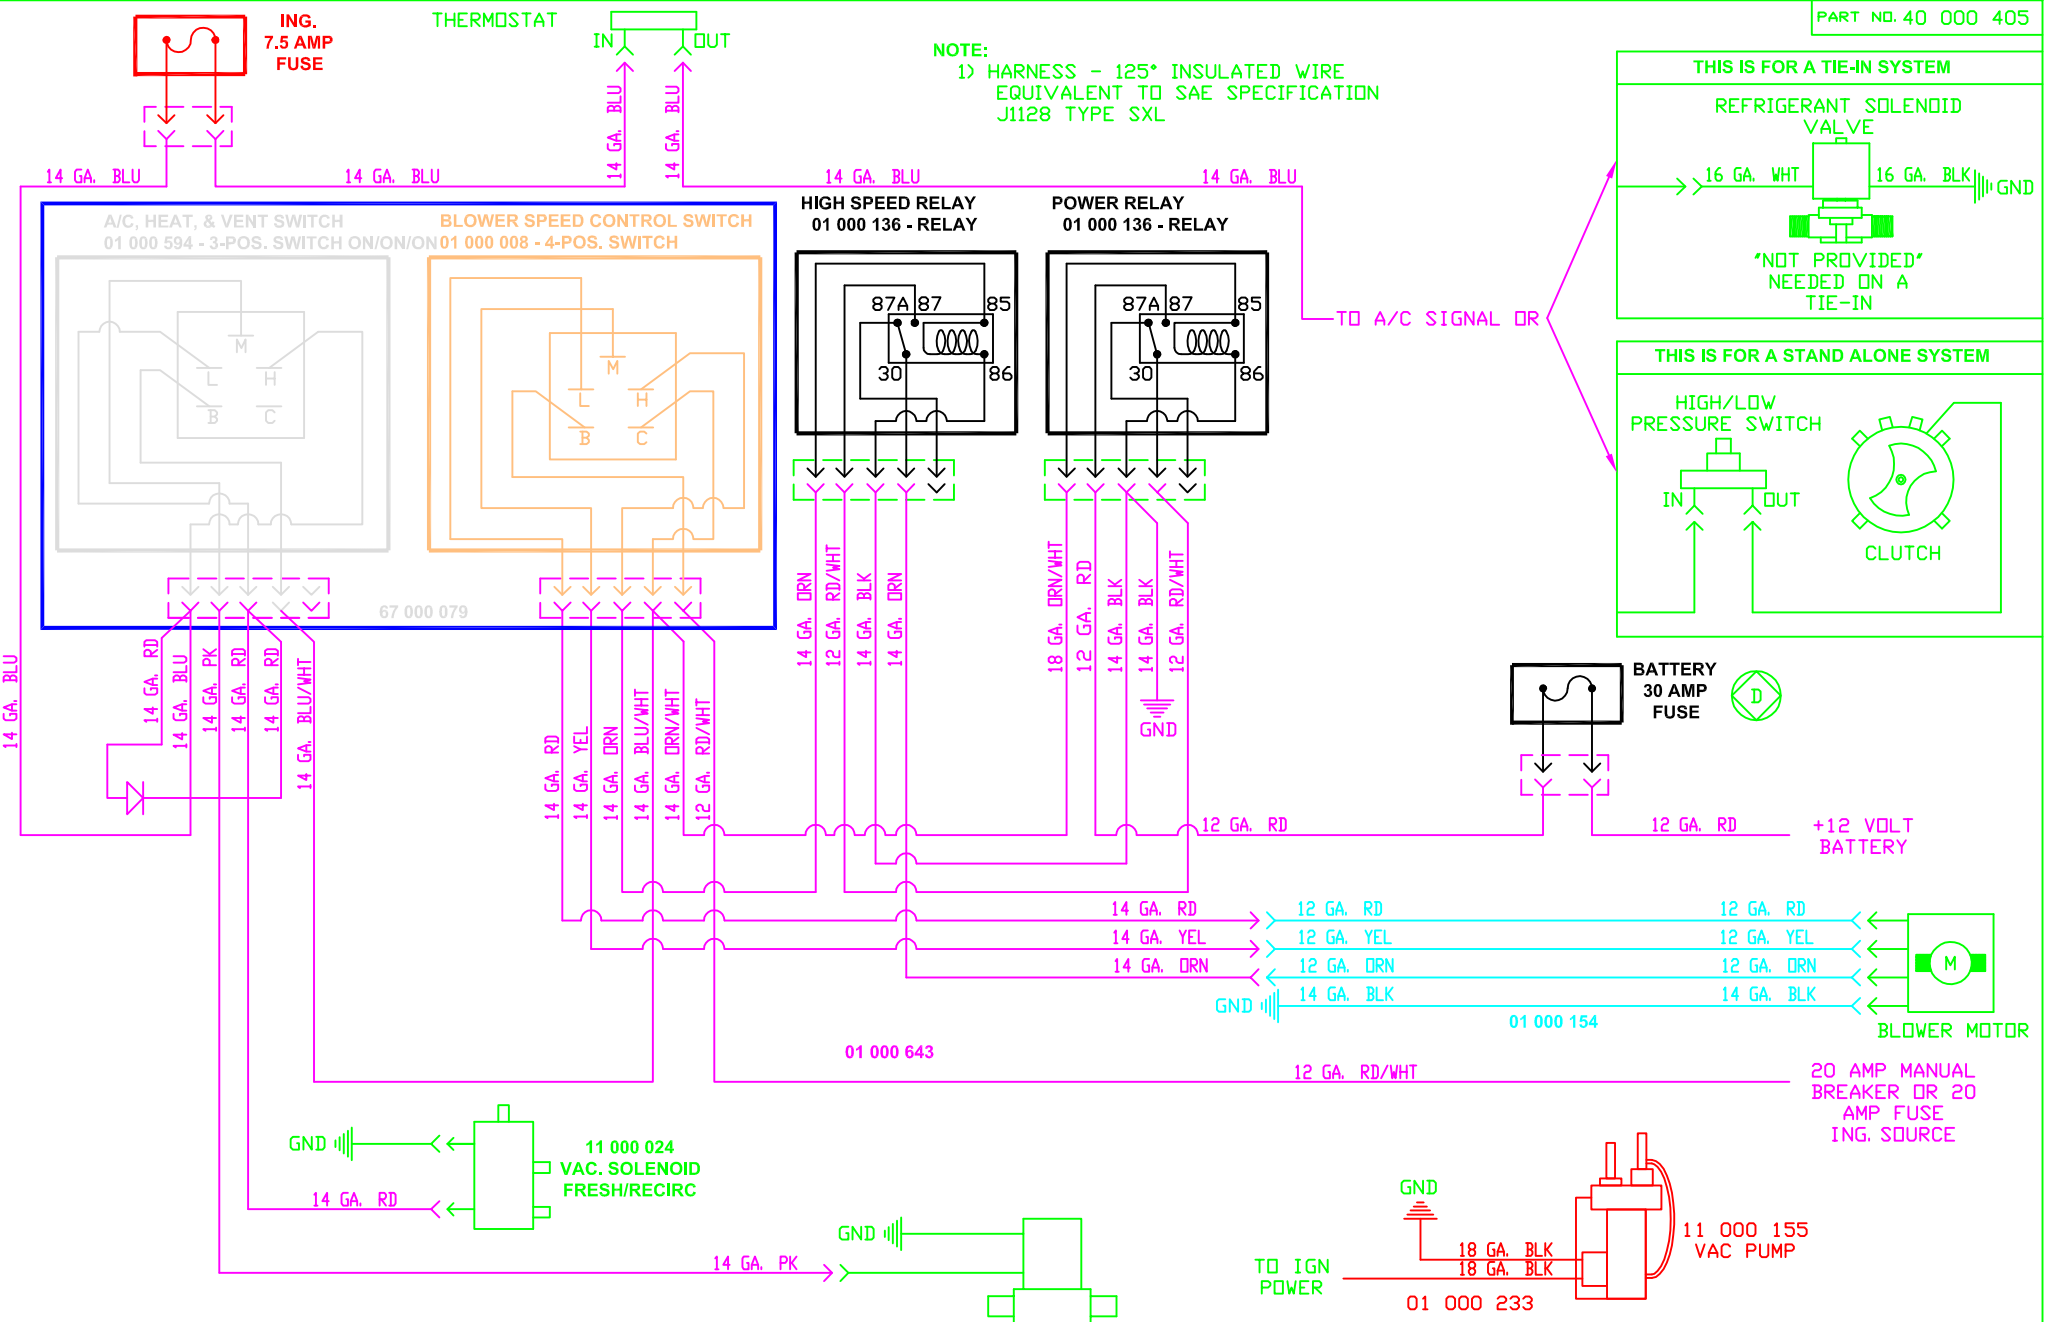 PART NO. 40 000 405
ING.
7.5 AMP
FUSE
THERMOSTAT
IN
OUT
NOTE:
1) HARNESS - 125° INSULATED WIRE
EQUIVALENT TO SAE SPECIFICATION
J1128 TYPE SXL
THIS IS FOR A TIE-IN SYSTEM
REFRIGERANT SOLENOID
VALVE
16 GA. WHT
16 GA. BLK
GND
"NOT PROVIDED"
NEEDED ON A
TIE-IN
14 GA. BLU
14 GA. BLU
14 GA. BLU
14 GA. BLU
14 GA. BLU
14 GA. BLU
A/C, HEAT, & VENT SWITCH
01 000 594 - 3-POS. SWITCH ON/ON/ON
M
L
H
B
C
BLOWER SPEED CONTROL SWITCH
01 000 008 - 4-POS. SWITCH
M
L
H
B
C
67 000 079
HIGH SPEED RELAY
01 000 136 - RELAY
87A
87
85
30
86
POWER RELAY
01 000 136 - RELAY
87A
87
85
30
86
TO A/C SIGNAL OR
THIS IS FOR A STAND ALONE SYSTEM
HIGH/LOW
PRESSURE SWITCH
IN
OUT
CLUTCH
14 GA. BLU
14 GA. RD
14 GA. BLU
14 GA. PK
14 GA. RD
14 GA. RD
14 GA. BLU/WHT
14 GA. RD
14 GA. YEL
14 GA. ORN
14 GA. BLU/WHT
14 GA. ORN/WHT
12 GA. RD/WHT
14 GA. ORN
12 GA. RD/WHT
14 GA. BLK
14 GA. ORN
18 GA. ORN/WHT
12 GA. RD
14 GA. BLK
14 GA. BLK
12 GA. RD/WHT
GND
BATTERY
30 AMP
FUSE
D
12 GA. RD
12 GA. RD
+12 VOLT
BATTERY
14 GA. RD
12 GA. RD
12 GA. RD
14 GA. YEL
12 GA. YEL
12 GA. YEL
14 GA. ORN
12 GA. ORN
12 GA. ORN
GND
14 GA. BLK
14 GA. BLK
01 000 154
M
BLOWER MOTOR
01 000 643
12 GA. RD/WHT
20 AMP MANUAL
BREAKER OR 20
AMP FUSE
ING. SOURCE
GND
14 GA. RD
11 000 024
VAC. SOLENOID
FRESH/RECIRC
14 GA. PK
GND
GND
18 GA. BLK
18 GA. BLK
TO IGN
POWER
01 000 233
11 000 155
VAC PUMP